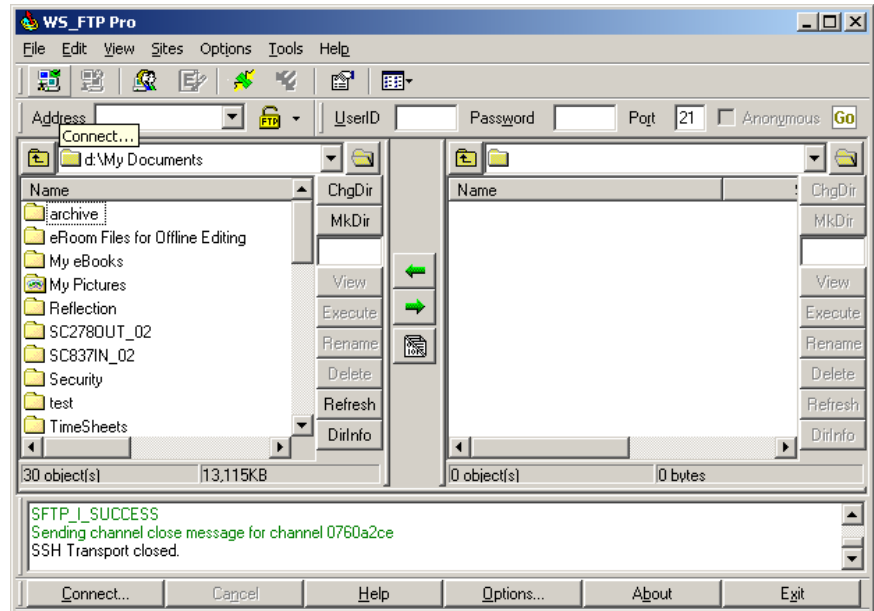 WS_FTP Pro
File Edit View Sites Options Tools Help
Address FTP UserID Password Port 21 Anonymous Go
Connect...
d:\My Documents
Name ChgDir Name ChgDir
archive MkDir MkDir
eRoom Files for Offline Editing
My eBooks
My Pictures View View
Reflection Execute Execute
SC278OUT_02 Rename Rename
SC837IN_02
Security Delete Delete
test Refresh Refresh
TimeSheets DirInfo DirInfo
30 object(s) 13,115KB 0 object(s) 0 bytes
SFTP_I_SUCCESS
Sending channel close message for channel 0760a2ce
SSH Transport closed.
Connect... Cancel Help Options... About Exit